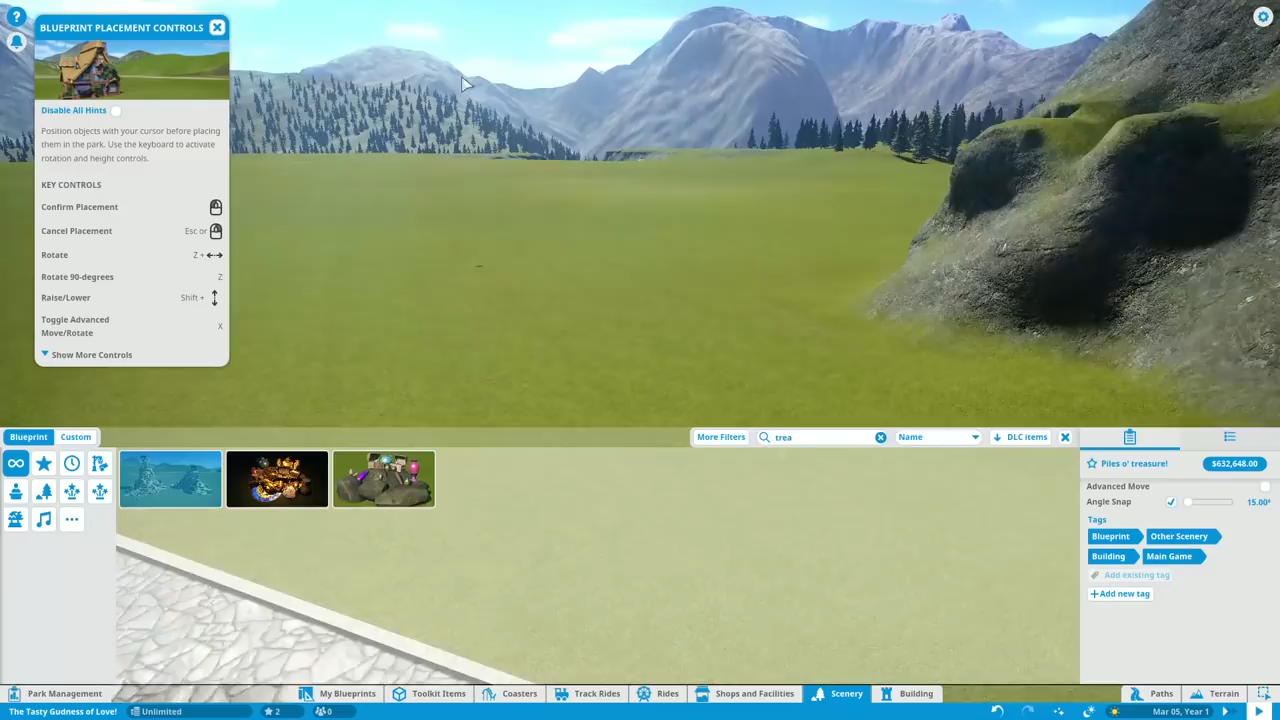 BLUEPRINT PLACEMENT CONTROLS
Disable All Hints
Position objects with your cursor before placing
them in the park. Use the keyboard to activate
rotation and height controls.
KEY CONTROLS
Confirm Placement
Cancel Placement Esc or
Rotate Z +
Rotate 90-degrees Z
Raise/Lower Shift +
Toggle Advanced
Move/Rotate X
Show More Controls
Blueprint Custom More Filters trea Name DLC items
Piles o' treasure! $632,648.00
Advanced Move
Angle Snap 15.00°
Tags
Blueprint Other Scenery
Building Main Game
Add existing tag
+Add new tag
Park Management My Blueprints Toolkit Items Coasters Track Rides Rides Shops and Facilities Scenery Building Paths Terrain
The Tasty Gudness of Love! Unlimited 2 0 Mar 05, Year 1